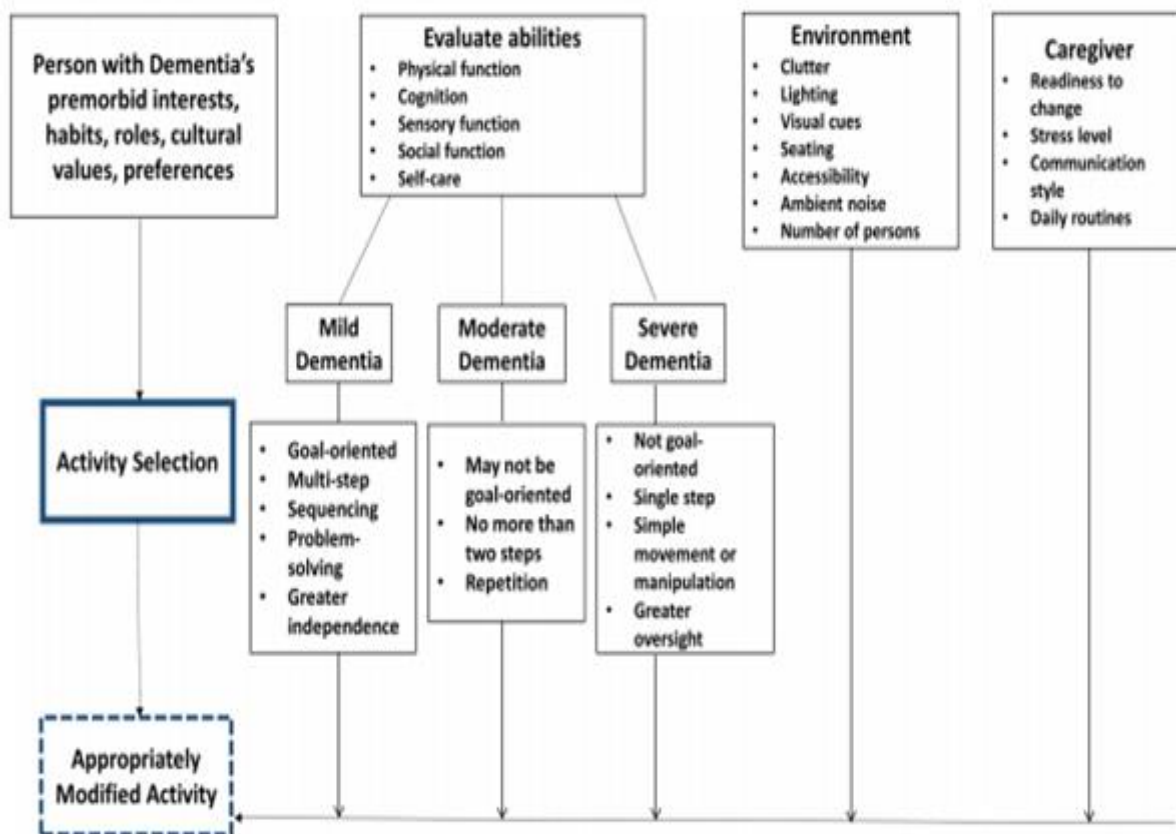 Person with Dementia's
premorbid interests,
habits, roles, cultural
values, preferences
Evaluate abilities
• Physical function
• Cognition
• Sensory function
• Social function
• Self-care
Environment
• Clutter
• Lighting
• Visual cues
• Seating
• Accessibility
• Ambient noise
• Number of persons
Caregiver
• Readiness to
change
• Stress level
• Communication
style
• Daily routines
Mild
Dementia
Moderate
Dementia
Severe
Dementia
Activity Selection
• Goal-oriented
• Multi-step
• Sequencing
• Problem-
solving
• Greater
independence
• May not be
goal-oriented
• No more than
two steps
• Repetition
• Not goal-
oriented
• Single step
• Simple
movement or
manipulation
• Greater
oversight
Appropriately
Modified Activity